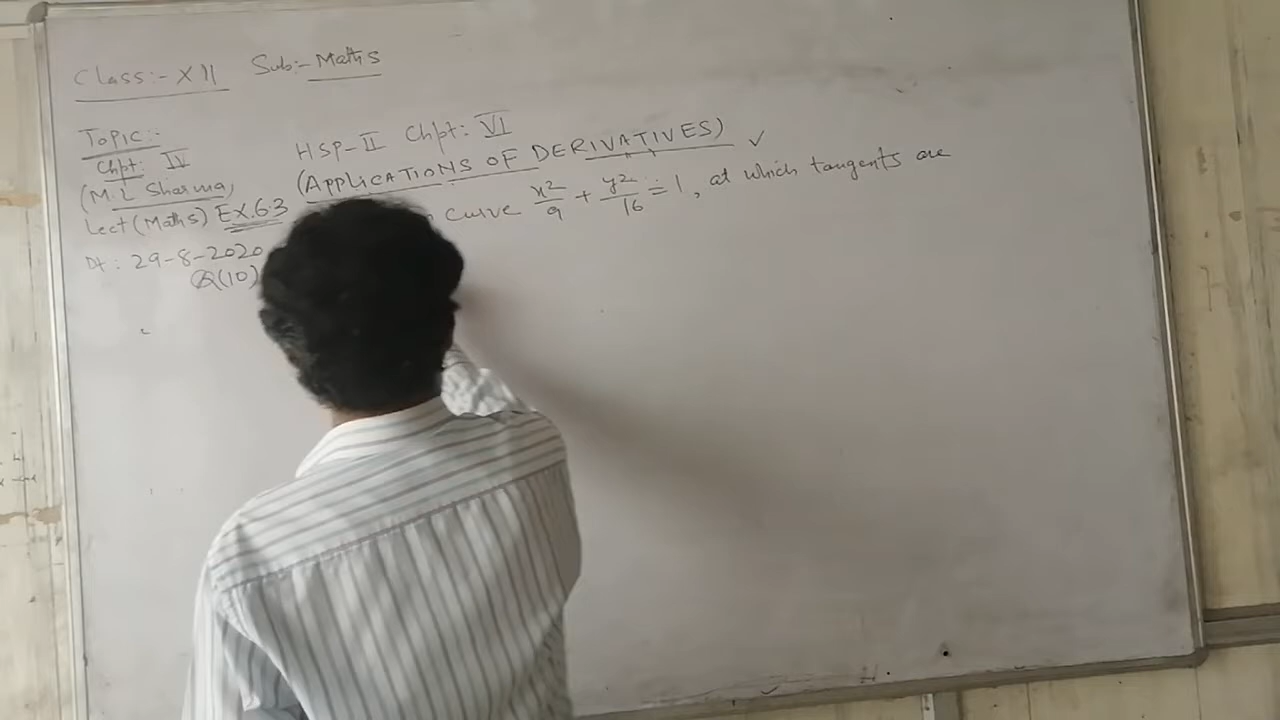 Class:- XII Sub:- Maths
Topic:-
Chpt: IV
(M.L Sharma)
Lect (Maths)
Dt: 29-8-2020
HSP-II Chpt: VI
(APPLICATIONS OF DERIVATIVES) ✓
EX.6.3
Q(10)
curve x²/9 + y²/16 = 1, at which tangents are